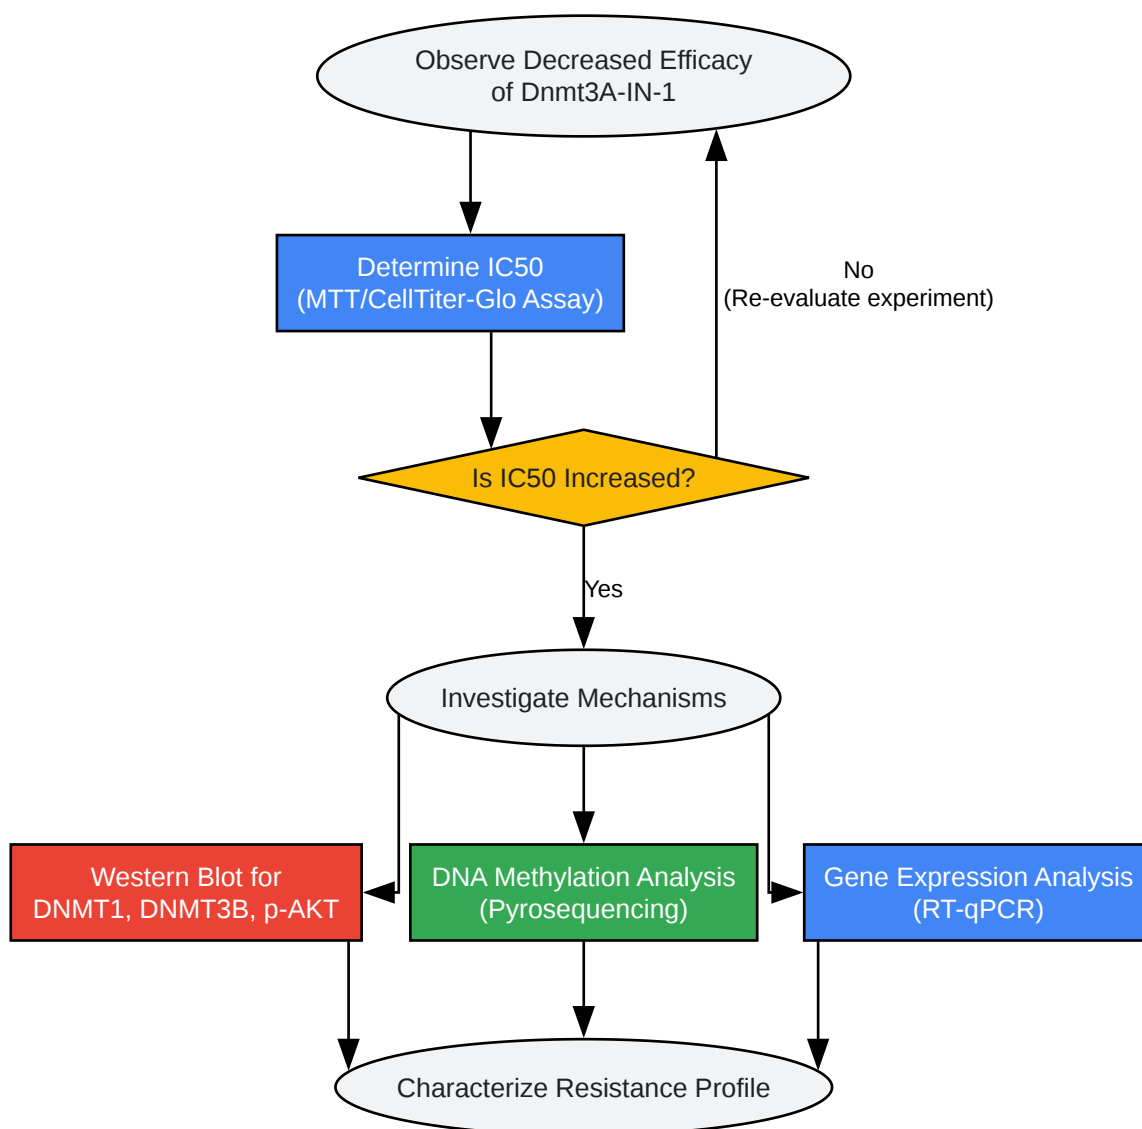 Observe Decreased Efficacy
of Dnmt3A-IN-1
Determine IC50
(MTT/CellTiter-Glo Assay)
No
(Re-evaluate experiment)
Is IC50 Increased?
Yes
Investigate Mechanisms
Western Blot for
DNMT1, DNMT3B, p-AKT
DNA Methylation Analysis
(Pyrosequencing)
Gene Expression Analysis
(RT-qPCR)
Characterize Resistance Profile